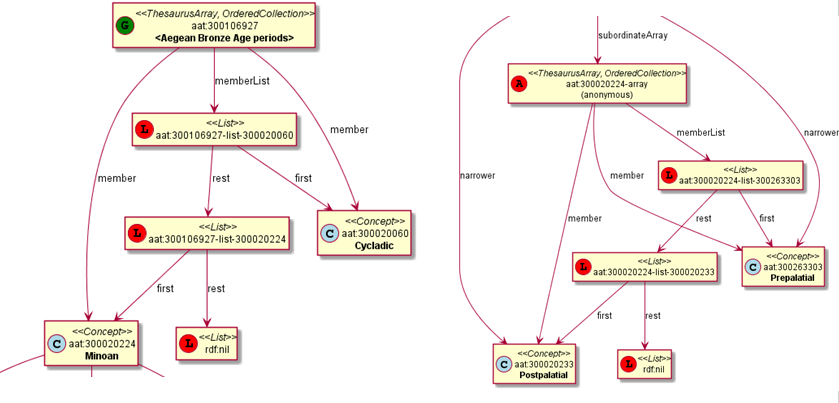 G
<<ThesaurusArray, OrderedCollection>>
aat:300106927
<Aegean Bronze Age periods>
memberList
member
member
L
<<List>>
aat:300106927-list-300020060
rest
first
L
<<List>>
aat:300106927-list-300020224
C
<<Concept>>
aat:300020060
Cycladic
first
rest
C
<<Concept>>
aat:300020224
Minoan
L
<<List>>
rdf:nil
subordinateArray
A
<<ThesaurusArray, OrderedCollection>>
aat:300020224-array
(anonymous)
memberList
narrower
narrower
member
member
L
<<List>>
aat:300020224-list-300263303
rest
first
L
<<List>>
aat:300020224-list-300020233
C
<<Concept>>
aat:300263303
Prepalatial
first
rest
C
<<Concept>>
aat:300020233
Postpalatial
L
<<List>>
rdf:nil